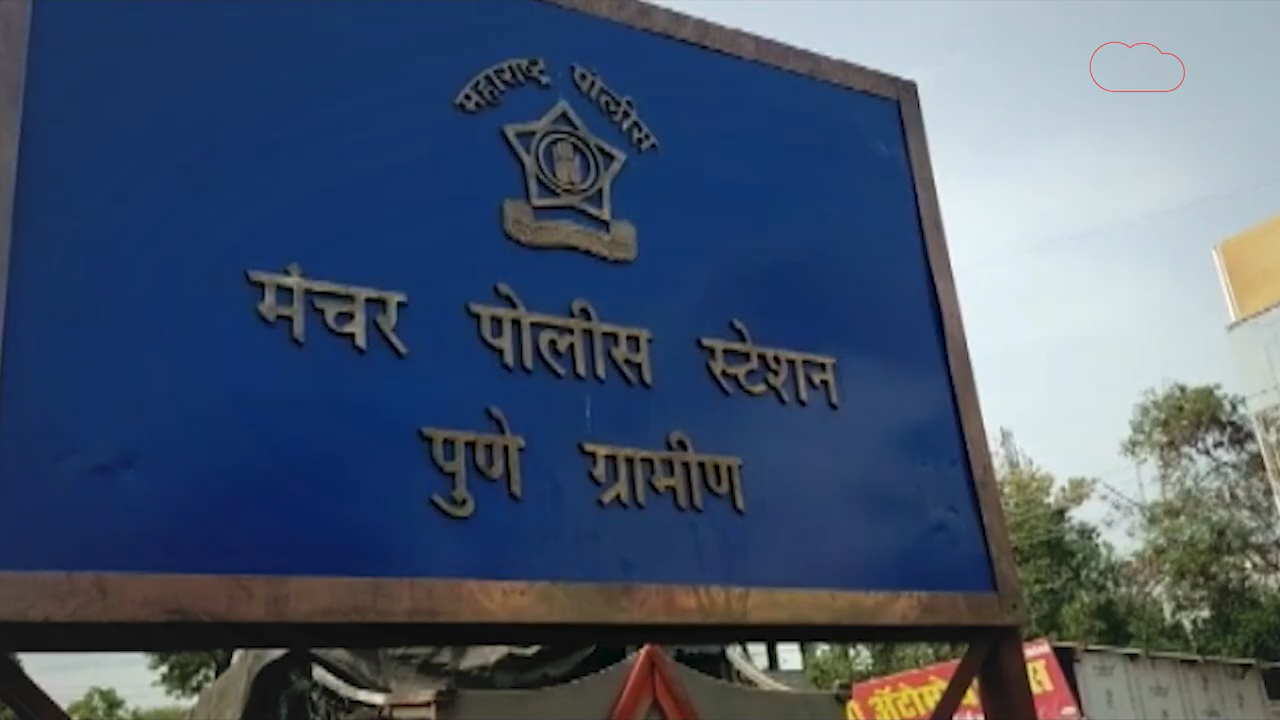 महाराष्ट्र पोलीस
मंचर पोलीस स्टेशन
पुणे ग्रामीण